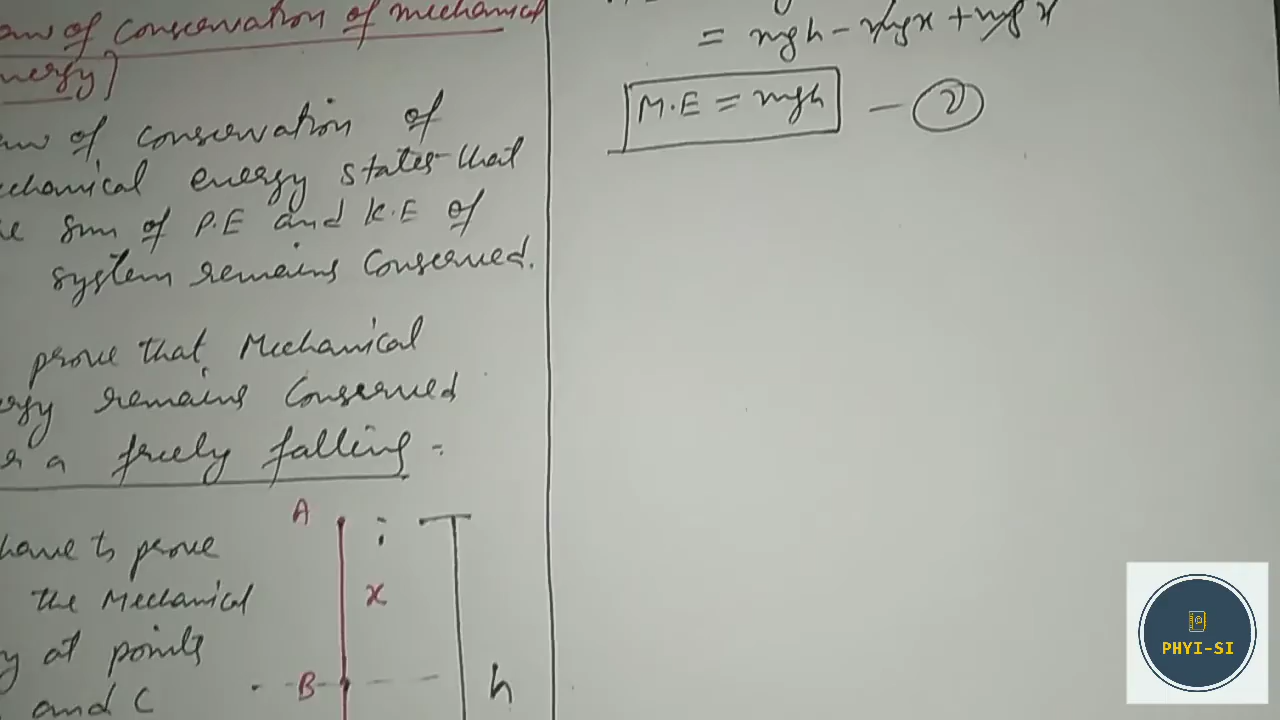 aw of conservation of mechanical
nergy]
aw of conservation of
echanical energy states that
e sum of P.E and K.E of
system remains conserved.
prove that Mechanical
ergy remains conserved
r a freely falling :-
have to prove
the Mechanical
y at points
and C
A
x
B
h
= mgh - mgx + mgx
M.E = mgh — 2
PHYI-SI